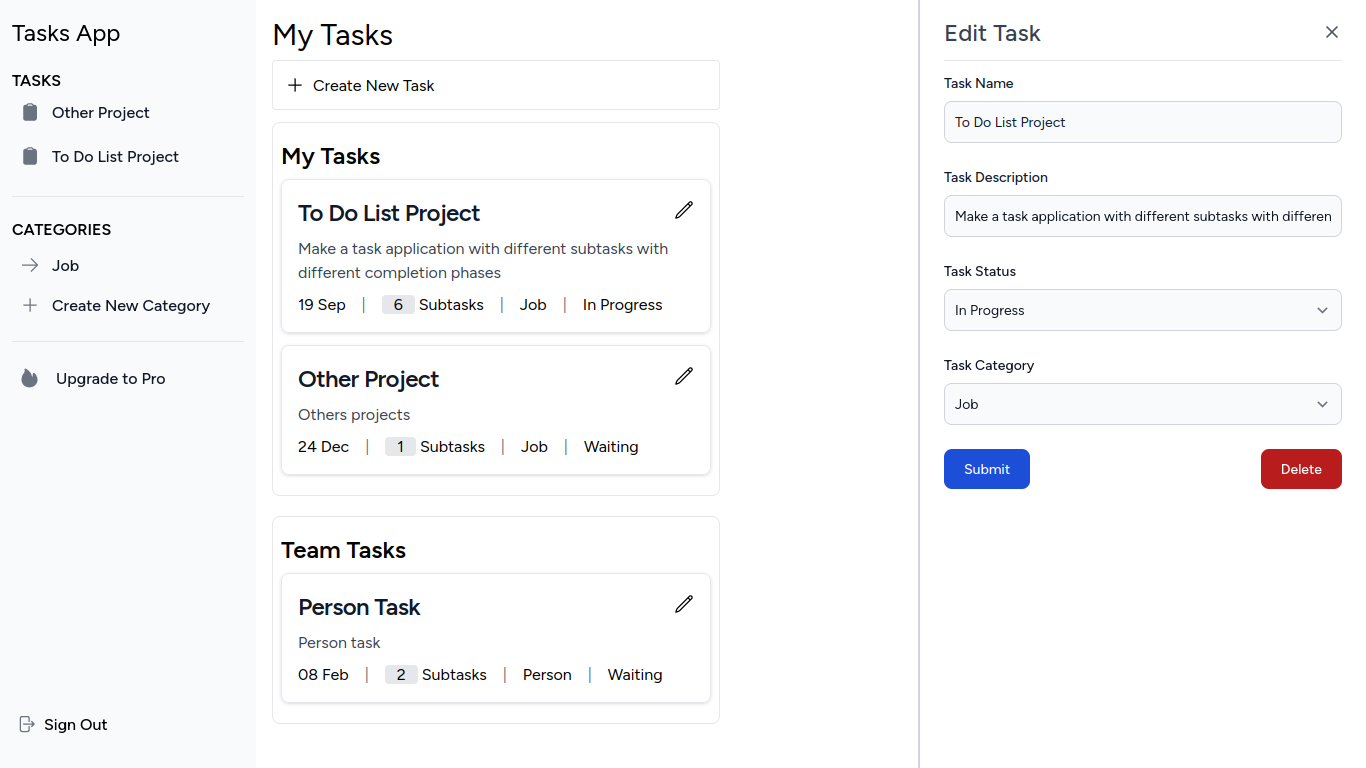 Tasks App
TASKS
Other Project
To Do List Project
CATEGORIES
Job
Create New Category
Upgrade to Pro
Sign Out
My Tasks
Create New Task
My Tasks
To Do List Project
Make a task application with different subtasks with
different completion phases
19 Sep | 6 Subtasks | Job | In Progress
Other Project
Others projects
24 Dec | 1 Subtasks | Job | Waiting
Team Tasks
Person Task
Person task
08 Feb | 2 Subtasks | Person | Waiting
Edit Task
Task Name
To Do List Project
Task Description
Make a task application with different subtasks with differen
Task Status
In Progress
Task Category
Job
Submit
Delete